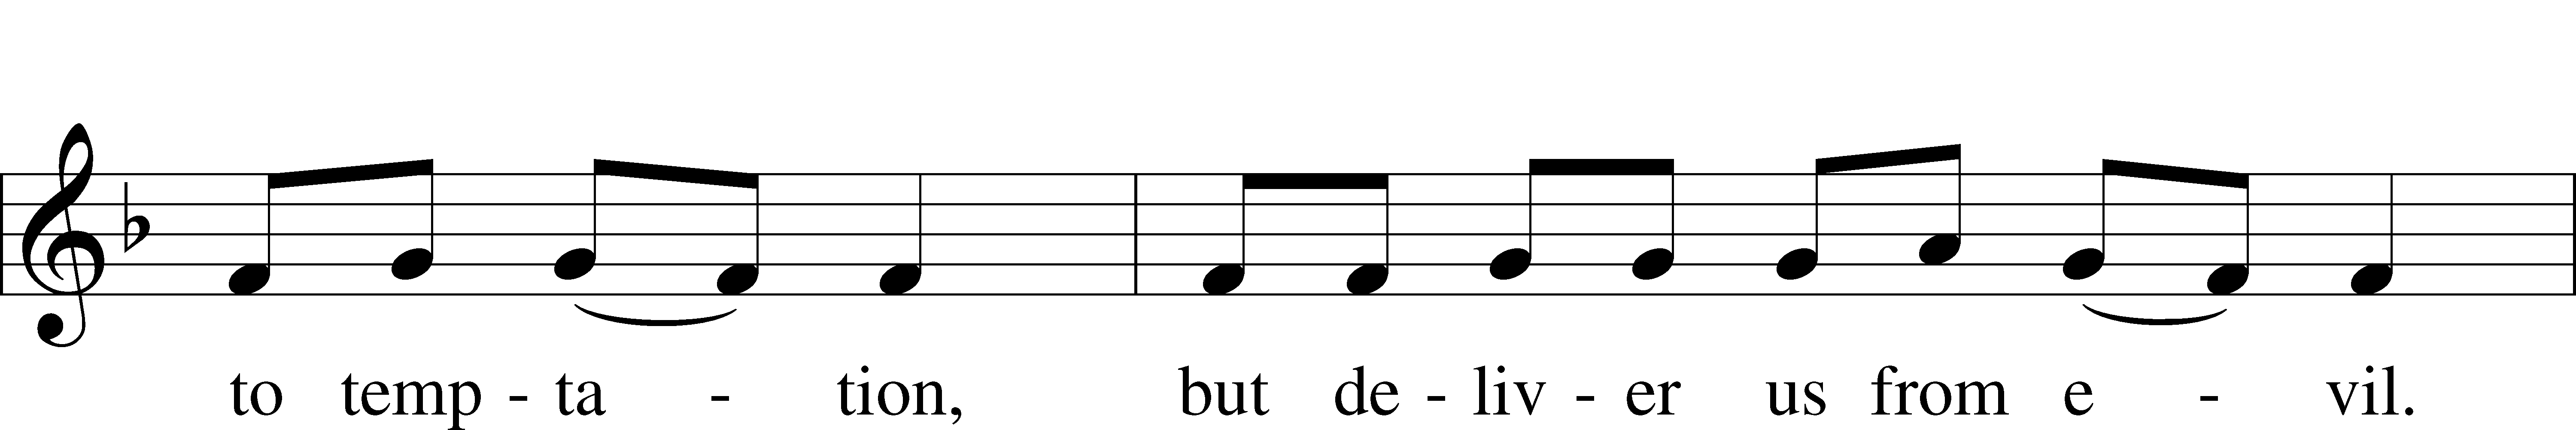 to temp - ta - tion, but de - liv - er us from e - vil.